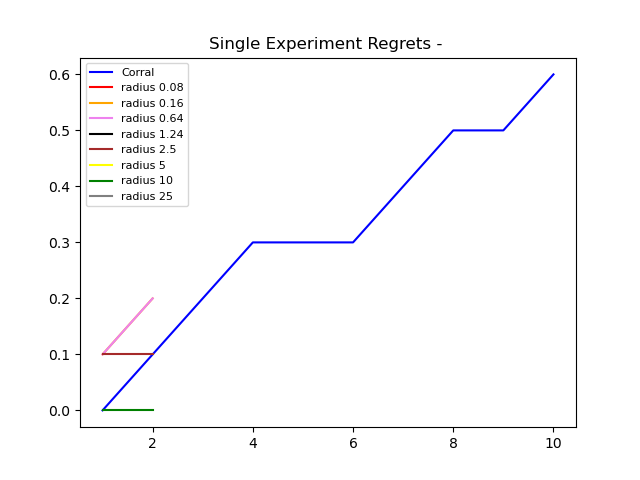 Single Experiment Regrets -
Corral
radius 0.08
radius 0.16
radius 0.64
radius 1.24
radius 2.5
radius 5
radius 10
radius 25
0.6
0.5
0.4
0.3
0.2
0.1
0.0
2 4 6 8 10